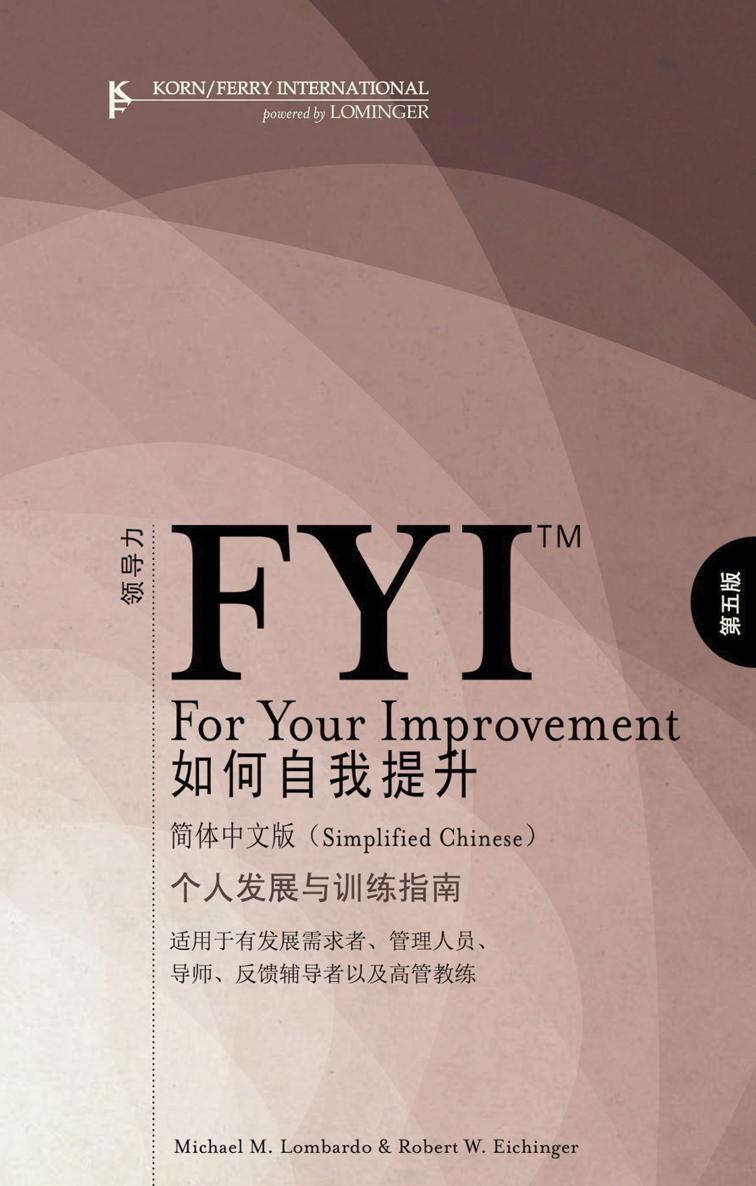 KORN/FERRY INTERNATIONAL
powered by LOMINGER
领导力
FYI™
第五版
For Your Improvement
如何自我提升
简体中文版（Simplified Chinese）
个人发展与训练指南
适用于有发展需求者、管理人员、
导师、反馈辅导者以及高管教练
Michael M. Lombardo & Robert W. Eichinger